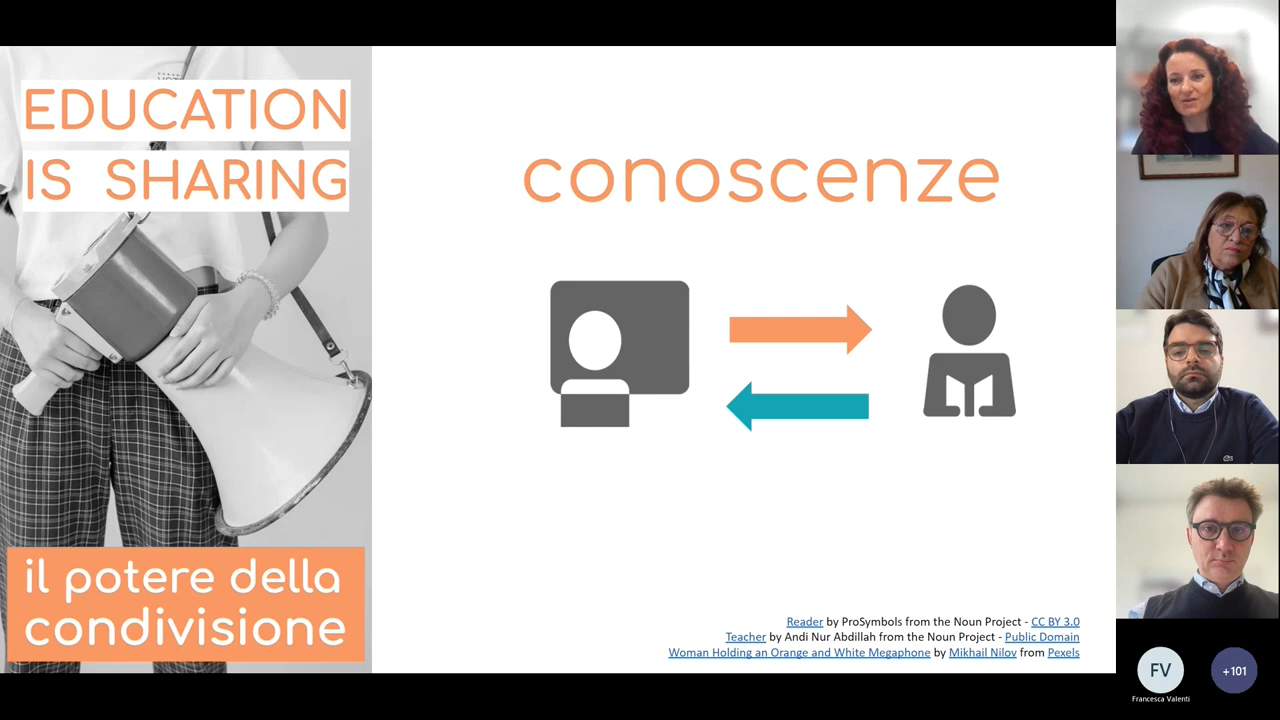 EDUCATION
IS SHARING
il potere della
condivisione
conoscenze
Reader by ProSymbols from the Noun Project - CC BY 3.0
Teacher by Andi Nur Abdillah from the Noun Project - Public Domain
Woman Holding an Orange and White Megaphone by Mikhail Nilov from Pexels
FV
+101
Francesca Valenti